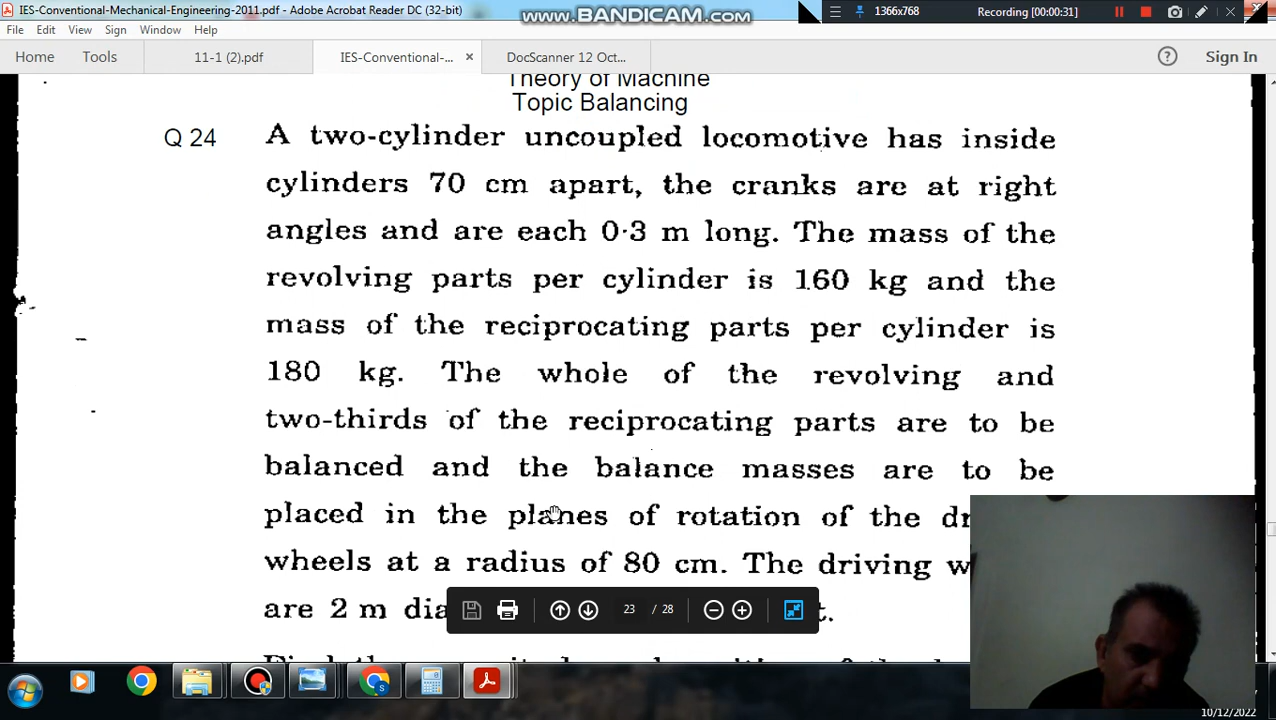 IES-Conventional-Mechanical-Engineering-2011.pdf - Adobe Acrobat Reader DC (32-bit)
www.BANDICAM.com
1366x768
Recording [00:00:31]
File Edit View Sign Window Help
Home Tools 11-1 (2).pdf IES-Conventional-... × DocScanner 12 Oct... Sign In
Theory of Machine
Topic Balancing
Q 24 A two-cylinder uncoupled locomotive has inside
cylinders 70 cm apart, the cranks are at right
angles and are each 0·3 m long. The mass of the
revolving parts per cylinder is 160 kg and the
mass of the reciprocating parts per cylinder is
180 kg. The whole of the revolving and
two-thirds of the reciprocating parts are to be
balanced and the balance masses are to be
placed in the planes of rotation of the
wheels at a radius of 80 cm. The driving
are 2 m
23 / 28
10/12/2022